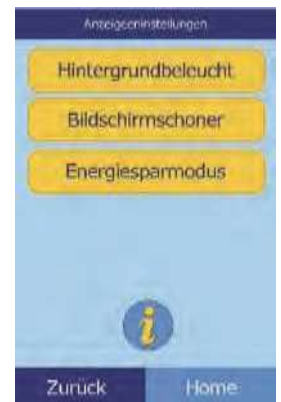 Anzeigeeinstellungen
Hintergrundbeleucht
Bildschirmschoner
Energiesparmodus
i
Zurück
Home